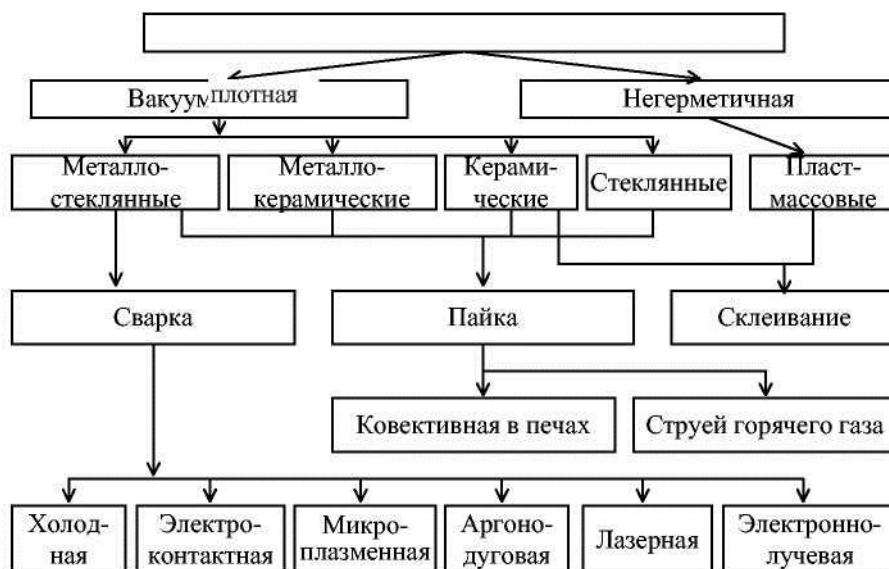 Вакуумплотная
Негерметичная
Металло-
стеклянные
Металло-
керамические
Керами-
ческие
Стеклянные
Пласт-
массовые
Сварка
Пайка
Склеивание
Ковективная в печах
Струей горячего газа
Холод-
ная
Электро-
контактная
Микро-
плазменная
Аргоно-
дуговая
Лазерная
Электронно-
лучевая